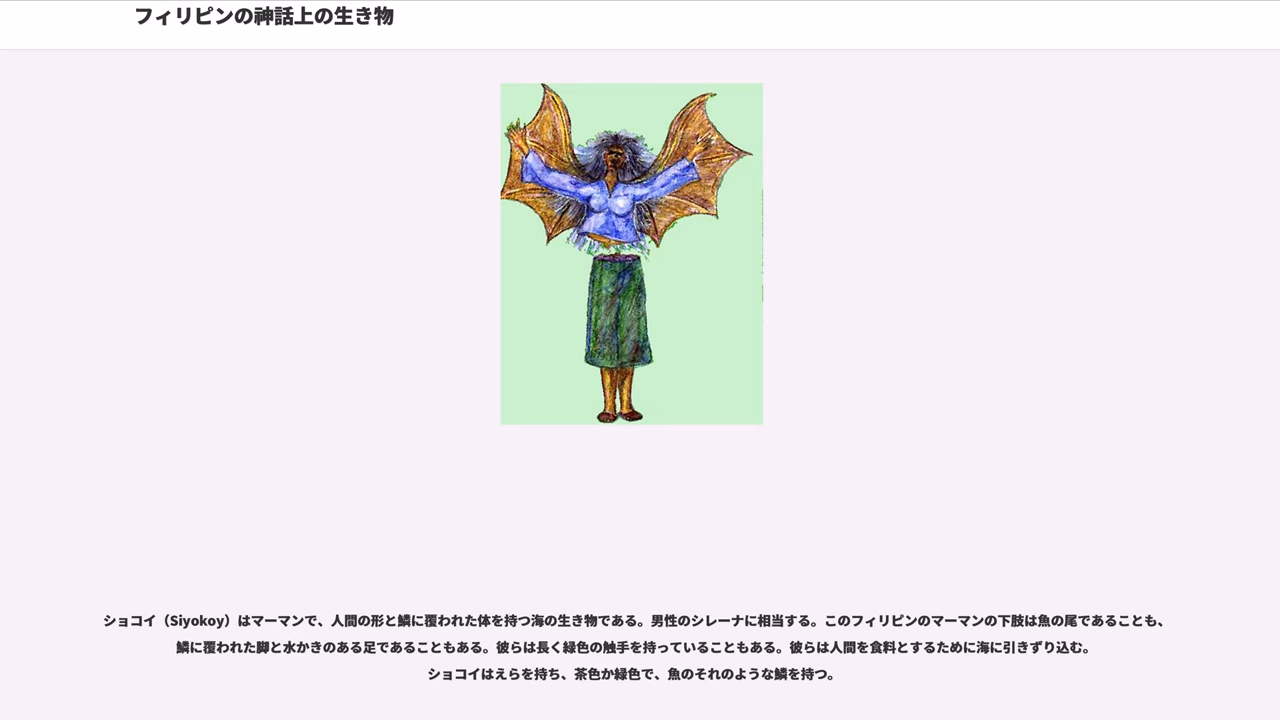 フィリピンの神話上の生き物
ショコイ（Siyokoy）はマーマンで、人間の形と鱗に覆われた体を持つ海の生き物である。男性のシレーナに相当する。このフィリピンのマーマンの下肢は魚の尾であることも、
鱗に覆われた脚と水かきのある足であることもある。彼らは長く緑色の触手を持っていることもある。彼らは人間を食料とするために海に引きずり込む。
ショコイはえらを持ち、茶色か緑色で、魚のそれのような鱗を持つ。